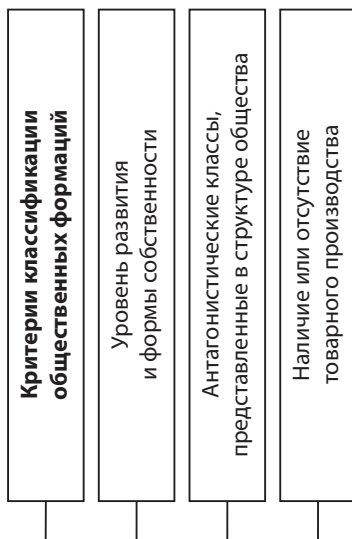 Критерии классификации
общественных формаций
Уровень развития
и формы собственности
Антагонистические классы,
представленные в структуре общества
Наличие или отсутствие
товарного производства